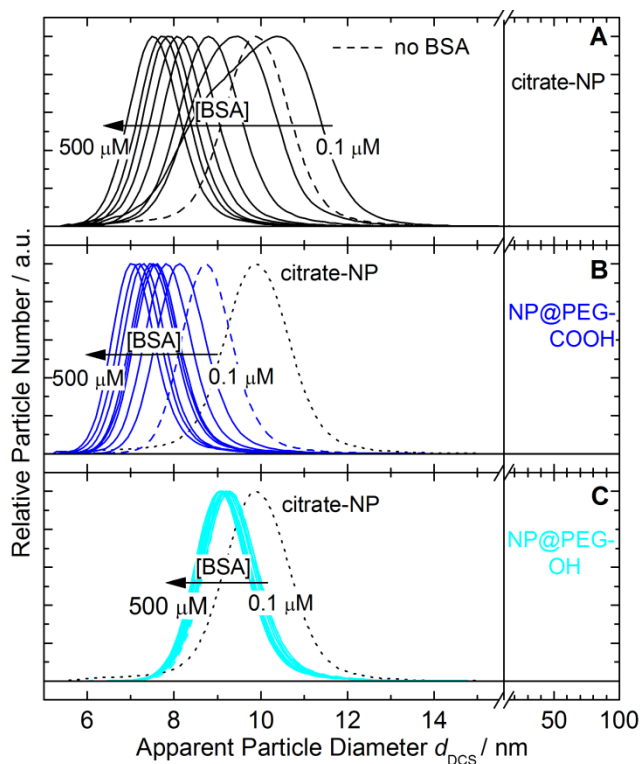 A
no BSA
citrate-NP
[BSA]
500 μM
0.1 μM
B
citrate-NP
NP@PEG-
COOH
[BSA]
500 μM
0.1 μM
C
citrate-NP
NP@PEG-
OH
[BSA]
500 μM
0.1 μM
Relative Particle Number / a.u.
6 8 10 12 14 50 100
Apparent Particle Diameter dDCS / nm